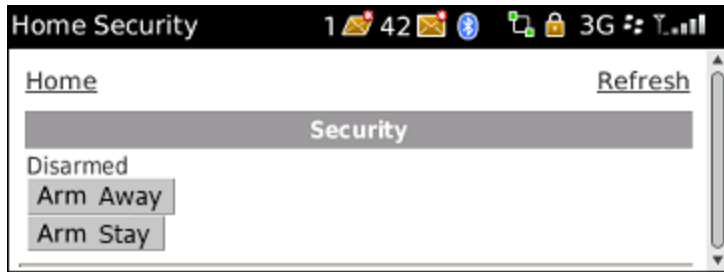 Home Security 1 42 3G
Home Refresh
Security
Disarmed
Arm Away
Arm Stay